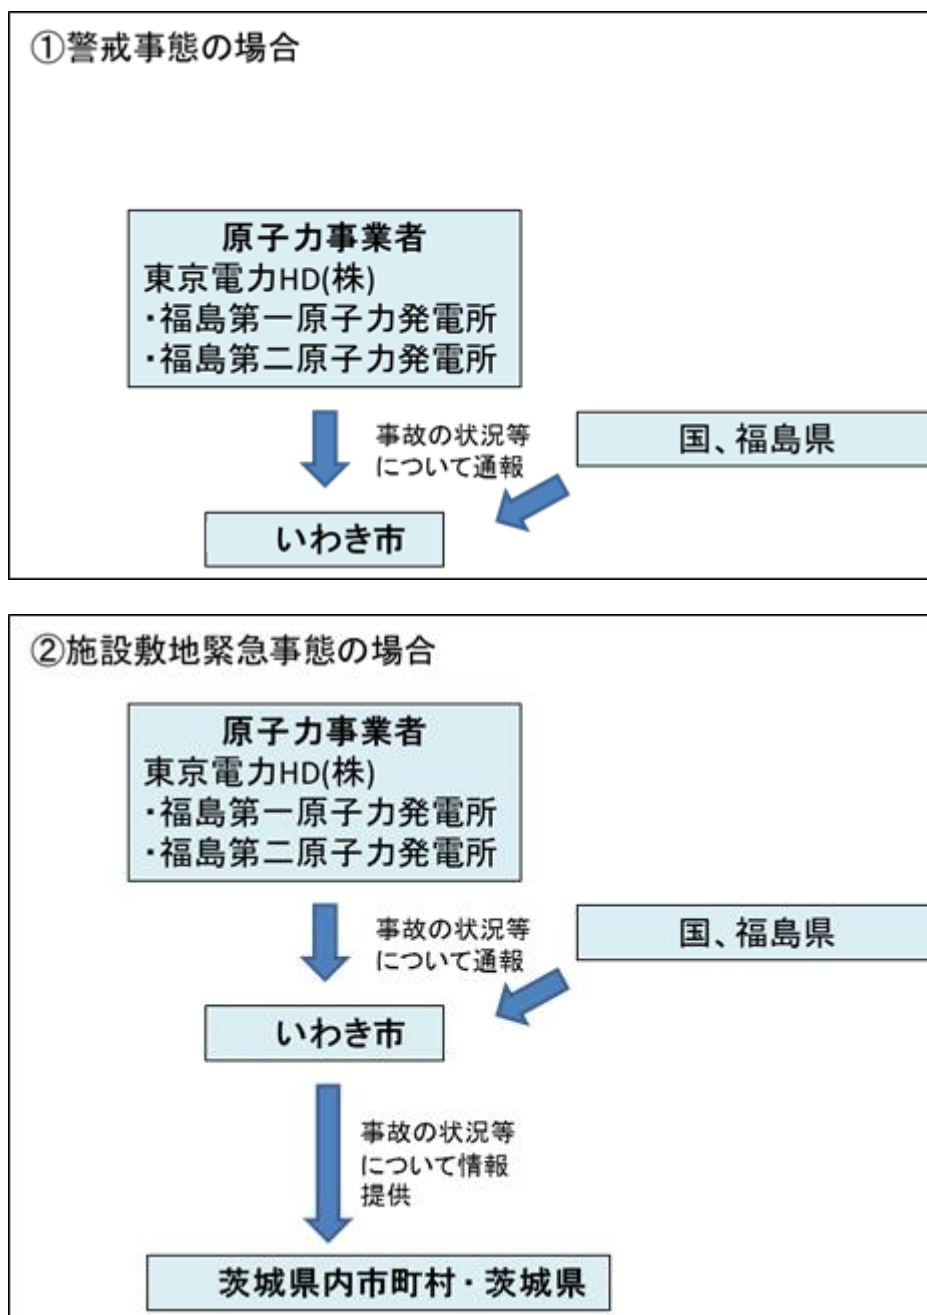 ①警戒事態の場合
原子力事業者
東京電力HD(株)
・福島第一原子力発電所
・福島第二原子力発電所
事故の状況等
について通報
国、福島県
いわき市
②施設敷地緊急事態の場合
原子力事業者
東京電力HD(株)
・福島第一原子力発電所
・福島第二原子力発電所
事故の状況等
について通報
国、福島県
いわき市
事故の状況等
について情報
提供
茨城県内市町村・茨城県